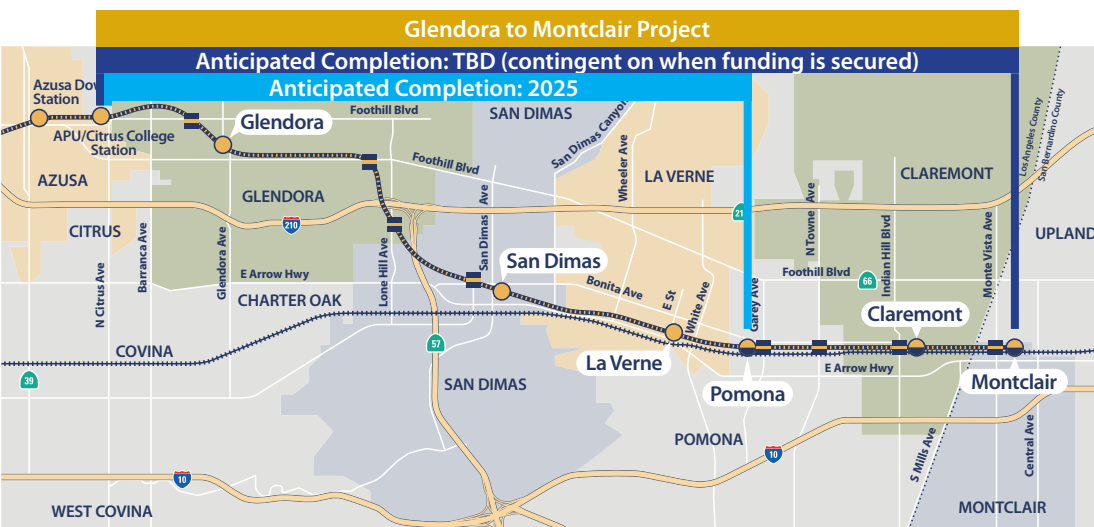 Glendora to Montclair Project
Anticipated Completion: TBD (contingent on when funding is secured)
Anticipated Completion: 2025
Azusa
Station
APU/Citrus College
Station
Glendora
Foothill Blvd
SAN DIMAS
San Dimas Canyon
Foothill Blvd
Wheeler Ave
LA VERNE
CLAREMONT
Los Angeles County
San Bernardino County
AZUSA
GLENDORA
210
21
CITRUS
UPLAND
N Citrus Ave
Barranca Ave
Glendora Ave
Lone Hill Ave
San Dimas Ave
N Towne Ave
Indian Hill Blvd
Monte Vista Ave
E Arrow Hwy
San Dimas
Bonita Ave
E St
White Ave
Garey Ave
Foothill Blvd
66
CHARTER OAK
Claremont
COVINA
57
La Verne
E Arrow Hwy
39
SAN DIMAS
Pomona
Montclair
POMONA
10
S Mills Ave
Central Ave
10
WEST COVINA
MONTCLAIR